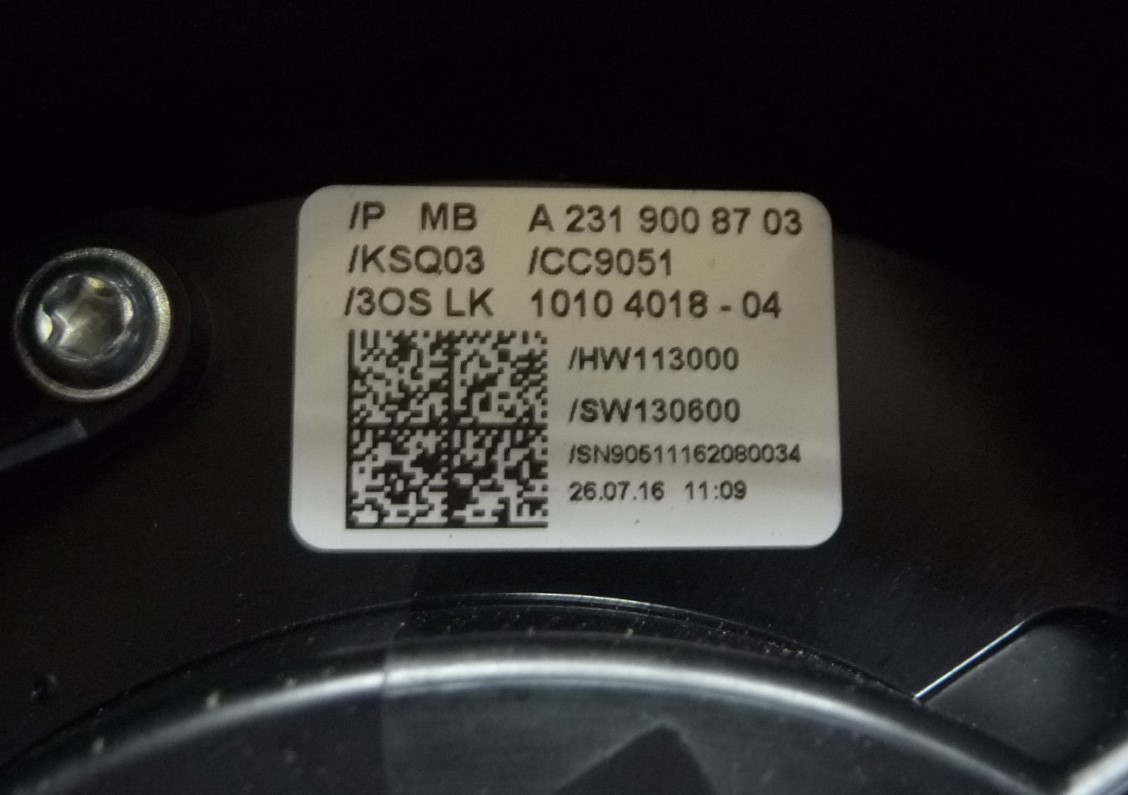 /P MB A 231 900 87 03
/KSQ03 /CC9051
/3OS LK 1010 4018 - 04
/HW113000
/SW130600
/SN90511162080034
26.07.16 11:09